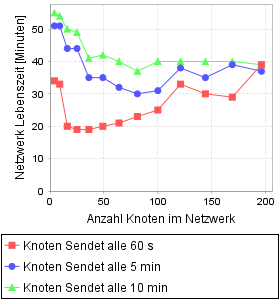 Netzwerk Lebenszeit [Minuten]
50
40
30
20
10
0
0
50
100
150
200
Anzahl Knoten im Netzwerk
Knoten Sendet alle 60 s
Knoten Sendet alle 5 min
Knoten Sendet alle 10 min